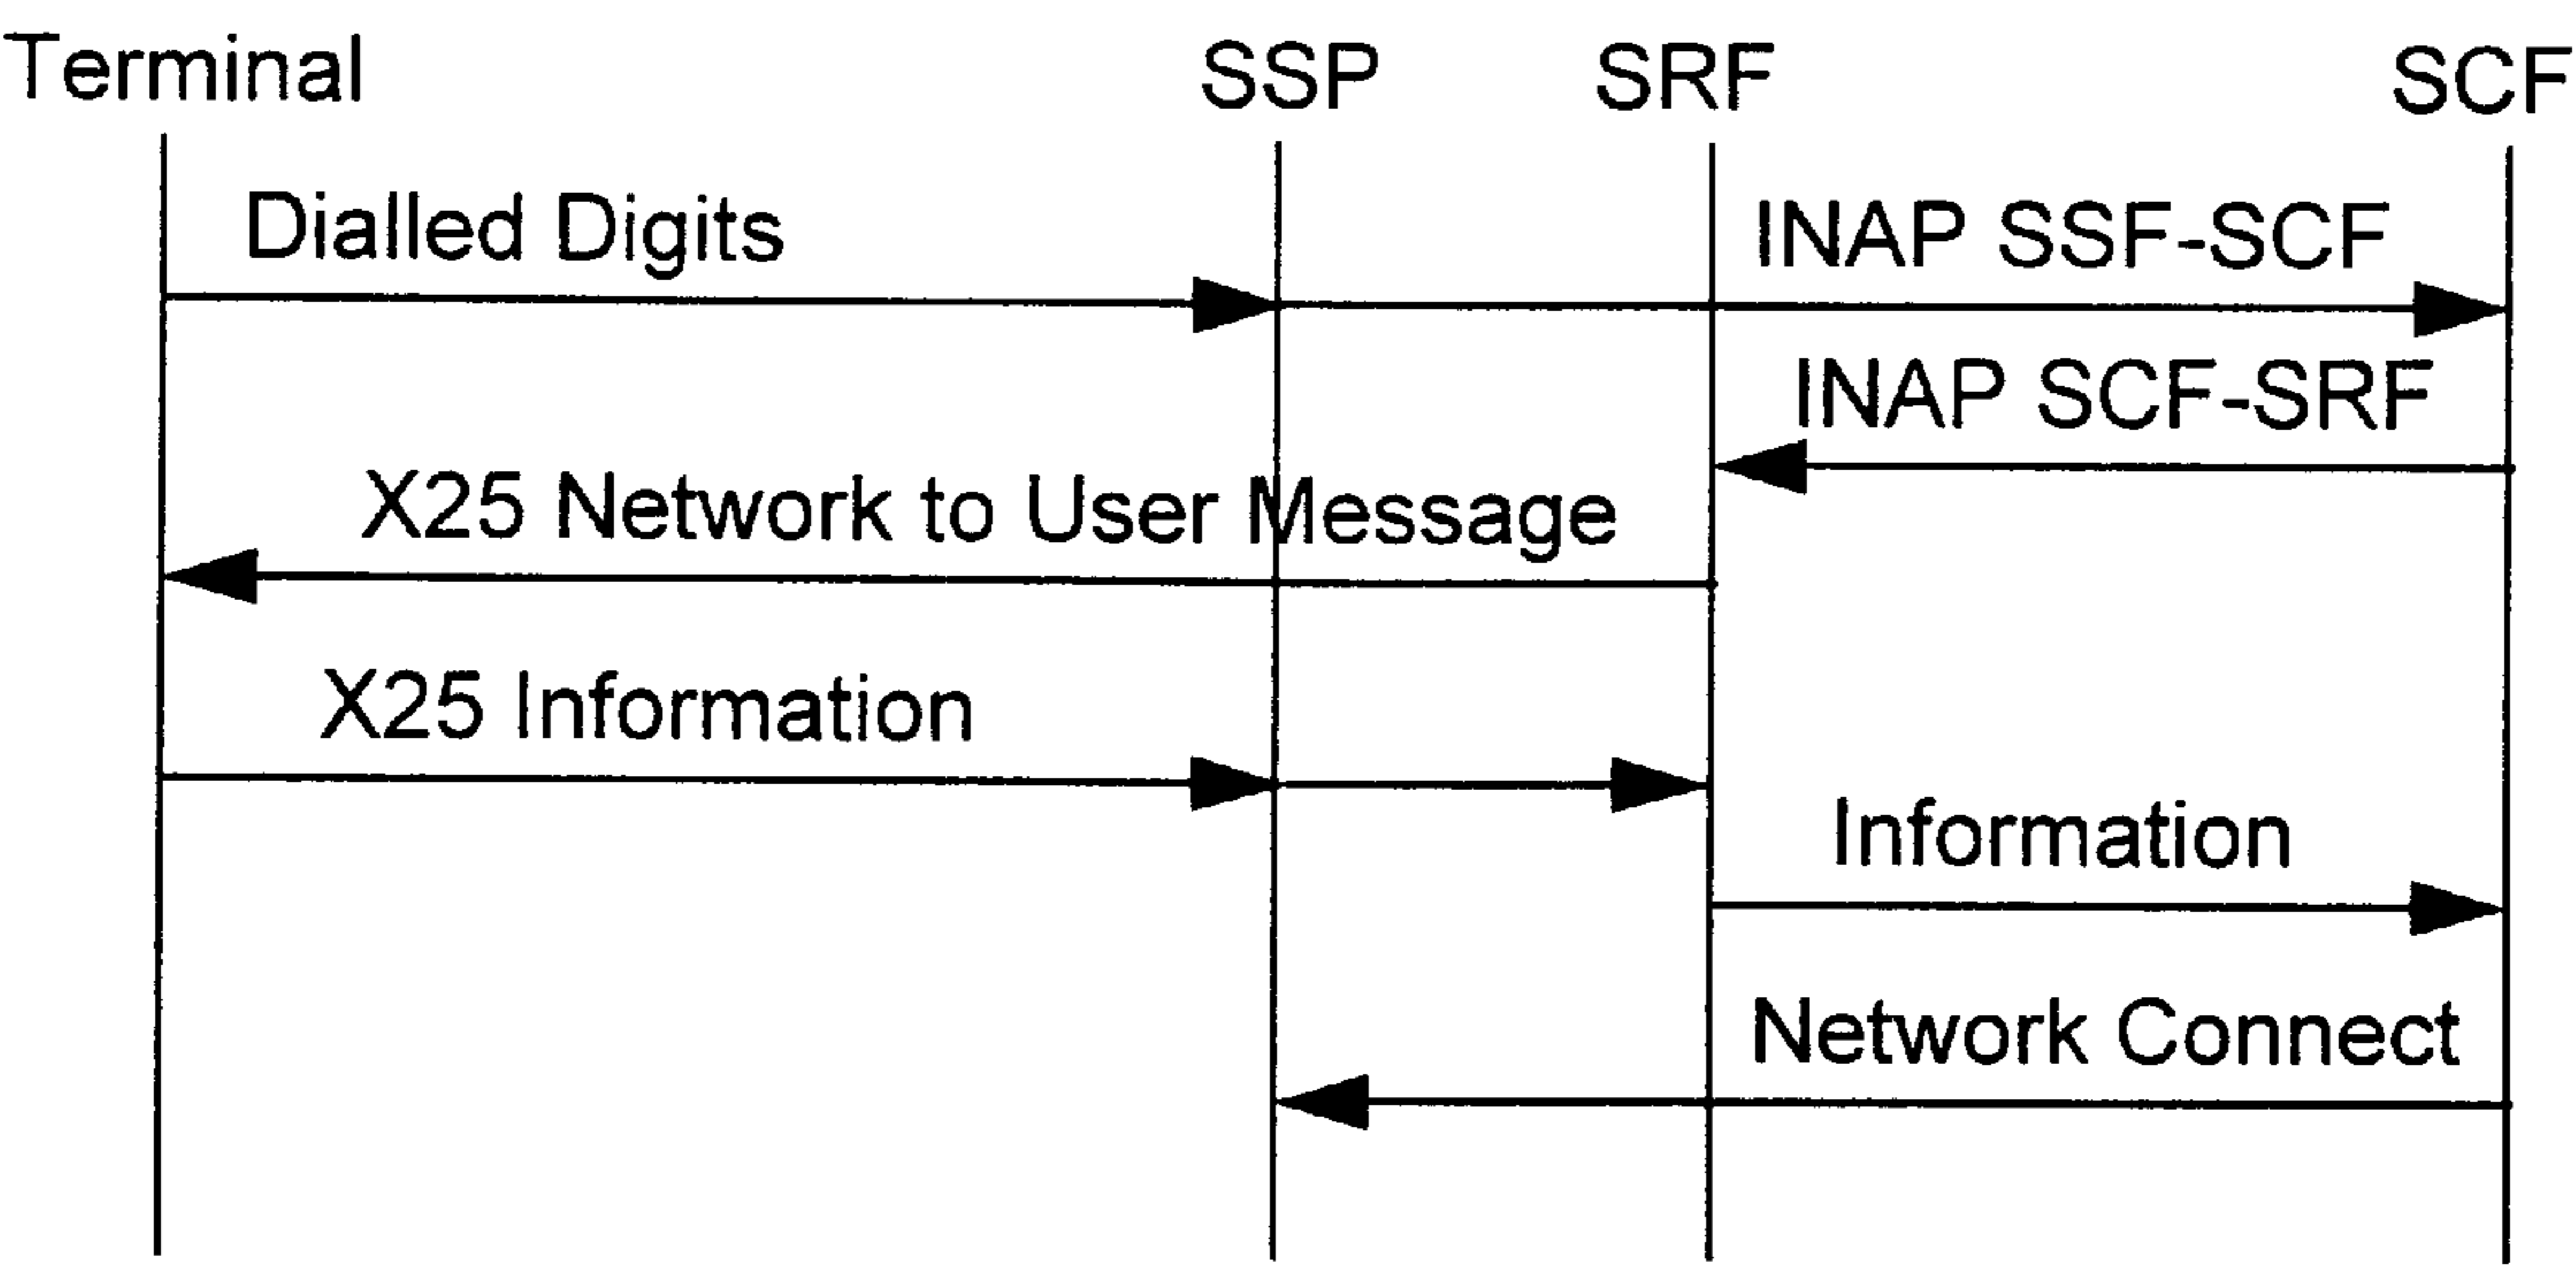 Terminal SSP SRF SCF
Dialled Digits INAP SSF-SCF
INAP SCF-SRF
X25 Network to User Message
X25 Information
Information
Network Connect